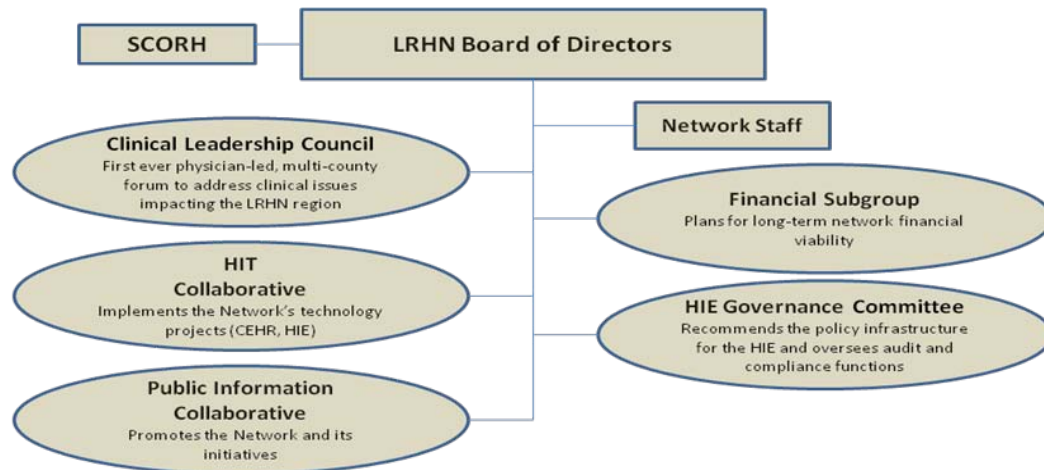 SCORH
LRHN Board of Directors
Network Staff
Clinical Leadership Council
First ever physician-led, multi-county
forum to address clinical issues
impacting the LRHN region
Financial Subgroup
Plans for long-term network financial
viability
HIT
Collaborative
Implements the Network's technology
projects (CEHR, HIE)
HIE Governance Committee
Recommends the policy infrastructure
for the HIE and oversees audit and
compliance functions
Public Information
Collaborative
Promotes the Network and its
initiatives